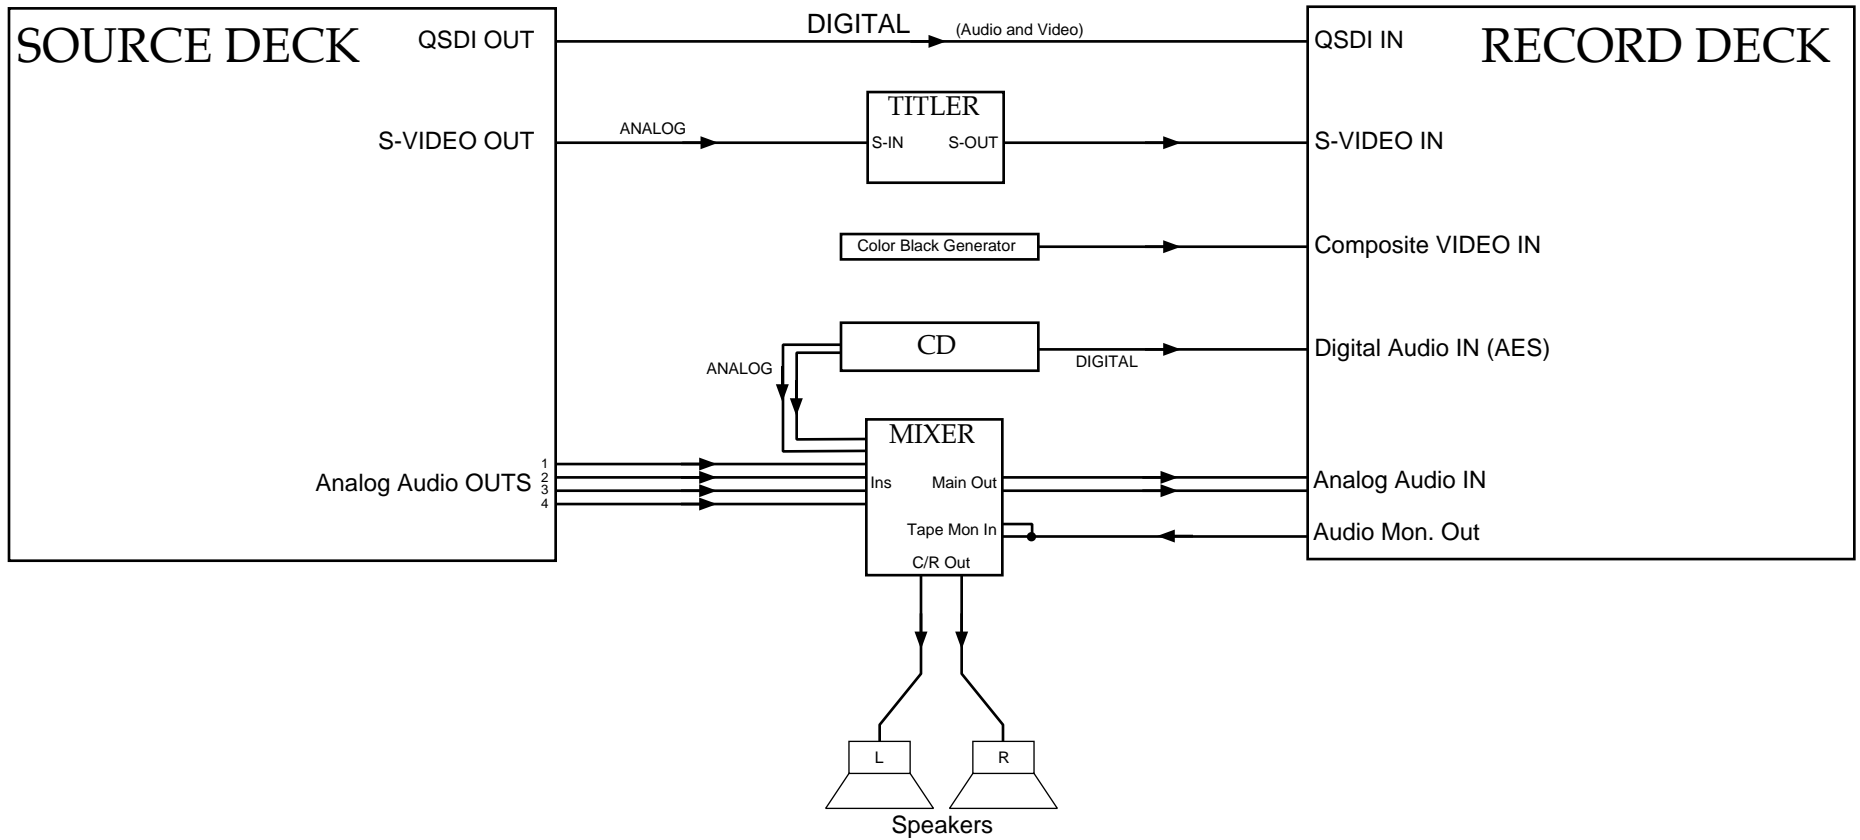 SOURCE DECK
QSDI OUT
DIGITAL
(Audio and Video)
QSDI IN
RECORD DECK
S-VIDEO OUT
ANALOG
TITLER
S-IN
S-OUT
S-VIDEO IN
Color Black Generator
Composite VIDEO IN
CD
ANALOG
DIGITAL
Digital Audio IN (AES)
MIXER
Analog Audio OUTS
1
2
3
4
Ins
Main Out
Analog Audio IN
Tape Mon In
Audio Mon. Out
C/R Out
L
R
Speakers